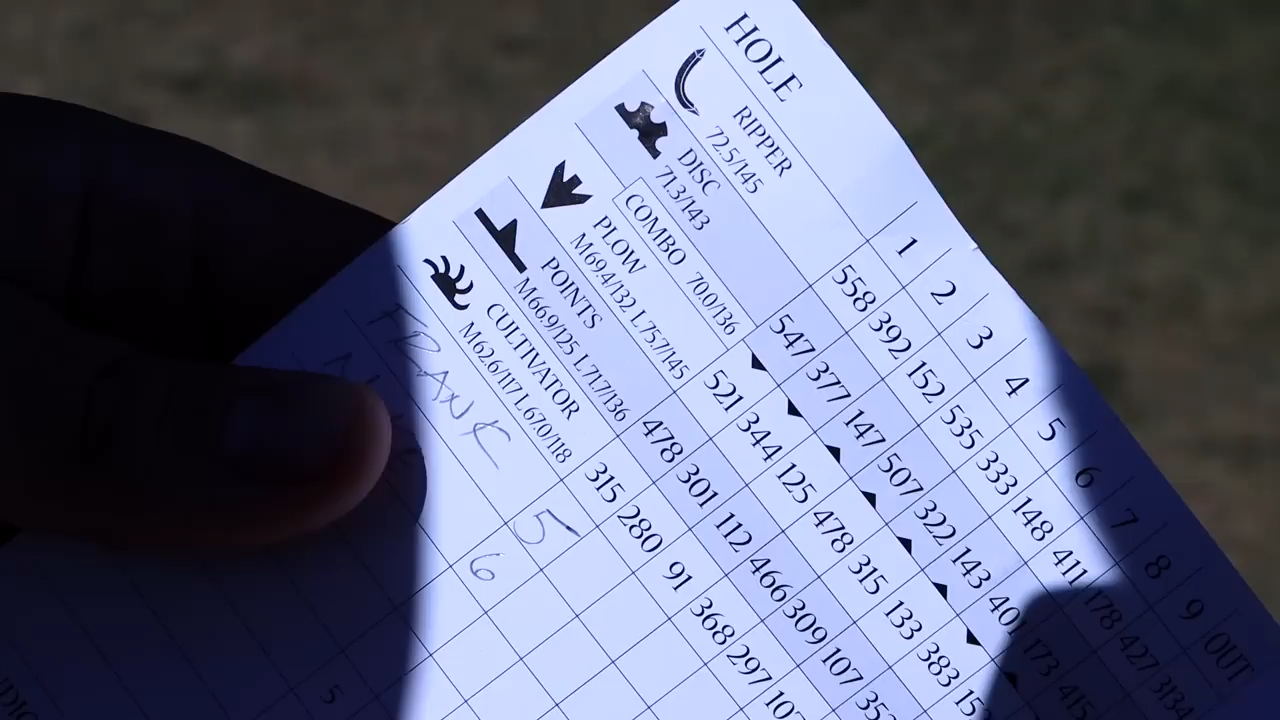 HOLE 1 2 3 4 5 6 7 8 9 OUT
RIPPER 72.5/145 558 392 152 535 333 148 411 178 427 3134
DISC 71.3/143 547 377 147 507 322 143 401 173 415
COMBO 70.0/136
PLOW M69.4/132 L75.7/145 521 344 125 478 315 133 383
POINTS M66.9/125 L71.7/136 478 301 112 466 309 107
CULTIVATOR M62.6/117 L67.0/118 315 280 91 368 297
FRANK 5
6
5